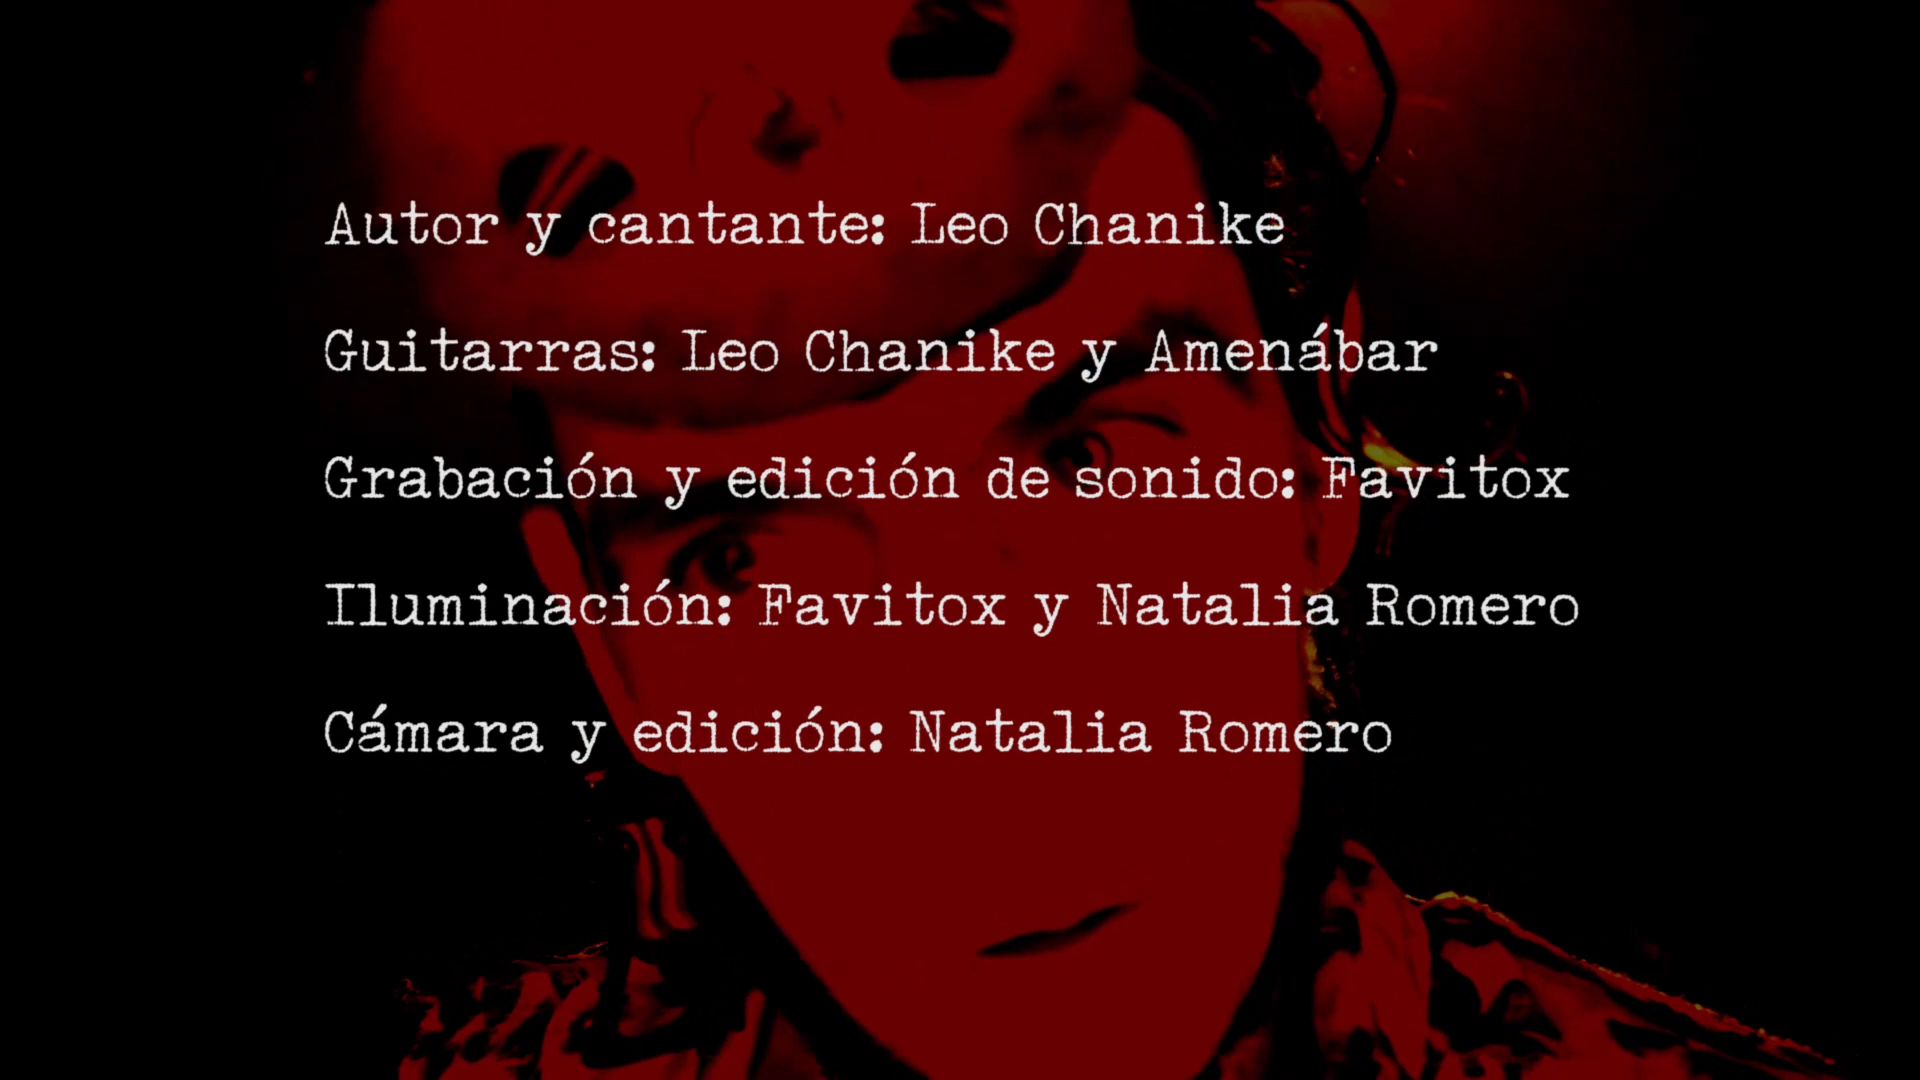 Autor y cantante: Leo Chanike
Guitarras: Leo Chanike y Amenábar
Grabación y edición de sonido: Favitox
Iluminación: Favitox y Natalia Romero
Cámara y edición: Natalia Romero